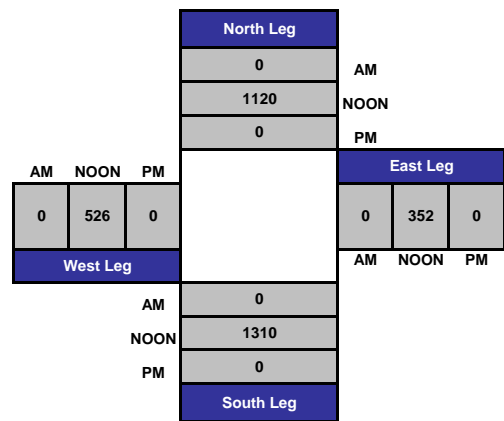 North Leg
0 AM
1120 NOON
0 PM
AM NOON PM East Leg
0 526 0 0 352 0
West Leg AM NOON PM
AM 0
NOON 1310
PM 0
South Leg